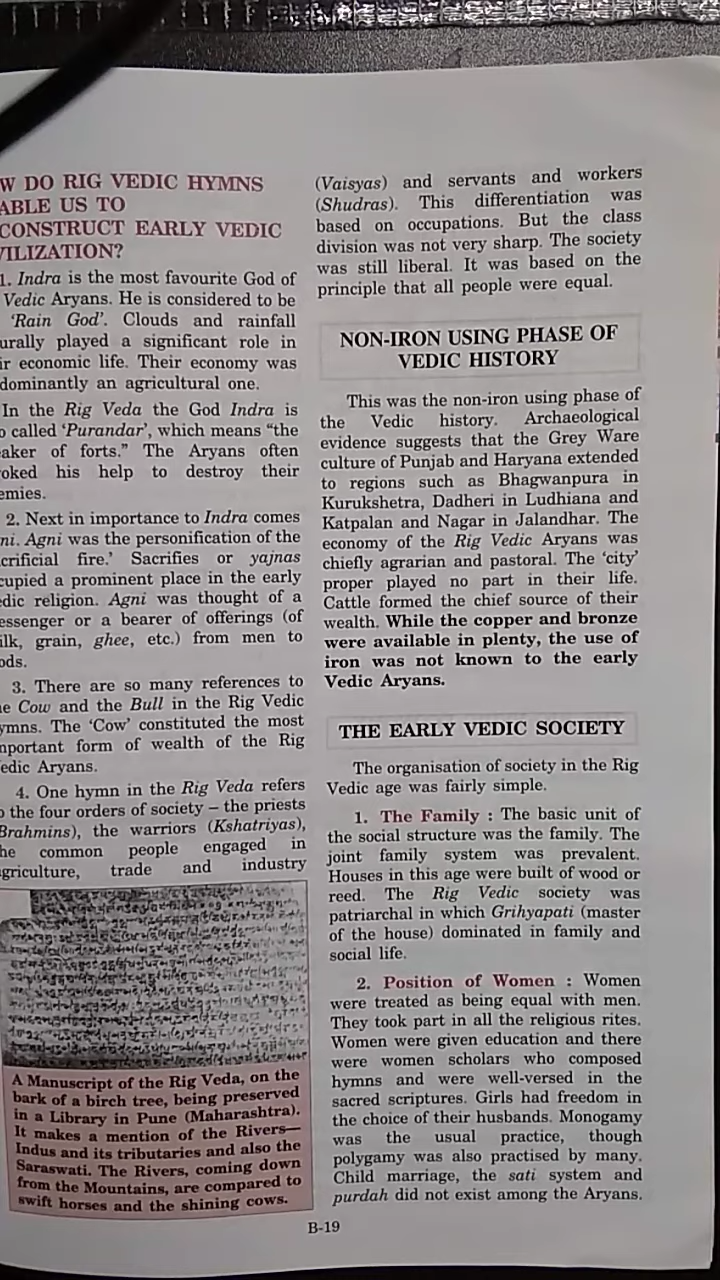 W DO RIG VEDIC HYMNS
ABLE US TO
CONSTRUCT EARLY VEDIC
VILIZATION?
1. Indra is the most favourite God of
Vedic Aryans. He is considered to be
'Rain God'. Clouds and rainfall
urally played a significant role in
ir economic life. Their economy was
dominantly an agricultural one.
In the Rig Veda the God Indra is
o called 'Purandar', which means "the
aker of forts." The Aryans often
oked his help to destroy their
emies.
2. Next in importance to Indra comes
ni. Agni was the personification of the
crificial fire.' Sacrifies or yajnas
cupied a prominent place in the early
dic religion. Agni was thought of a
essenger or a bearer of offerings (of
ilk, grain, ghee, etc.) from men to
ods.
3. There are so many references to
e Cow and the Bull in the Rig Vedic
ymns. The 'Cow' constituted the most
mportant form of wealth of the Rig
edic Aryans.
4. One hymn in the Rig Veda refers
o the four orders of society – the priests
Brahmins), the warriors (Kshatriyas),
he common people engaged in
griculture, trade and industry
A Manuscript of the Rig Veda, on the
bark of a birch tree, being preserved
in a Library in Pune (Maharashtra).
It makes a mention of the Rivers—
Indus and its tributaries and also the
Saraswati. The Rivers, coming down
from the Mountains, are compared to
swift horses and the shining cows.
(Vaisyas) and servants and workers
(Shudras). This differentiation was
based on occupations. But the class
division was not very sharp. The society
was still liberal. It was based on the
principle that all people were equal.
NON-IRON USING PHASE OF
VEDIC HISTORY
This was the non-iron using phase of
the Vedic history. Archaeological
evidence suggests that the Grey Ware
culture of Punjab and Haryana extended
to regions such as Bhagwanpura in
Kurukshetra, Dadheri in Ludhiana and
Katpalan and Nagar in Jalandhar. The
economy of the Rig Vedic Aryans was
chiefly agrarian and pastoral. The 'city'
proper played no part in their life.
Cattle formed the chief source of their
wealth. While the copper and bronze
were available in plenty, the use of
iron was not known to the early
Vedic Aryans.
THE EARLY VEDIC SOCIETY
The organisation of society in the Rig
Vedic age was fairly simple.
1. The Family : The basic unit of
the social structure was the family. The
joint family system was prevalent.
Houses in this age were built of wood or
reed. The Rig Vedic society was
patriarchal in which Grihyapati (master
of the house) dominated in family and
social life.
2. Position of Women : Women
were treated as being equal with men.
They took part in all the religious rites.
Women were given education and there
were women scholars who composed
hymns and were well-versed in the
sacred scriptures. Girls had freedom in
the choice of their husbands. Monogamy
was the usual practice, though
polygamy was also practised by many.
Child marriage, the sati system and
purdah did not exist among the Aryans.
B-19